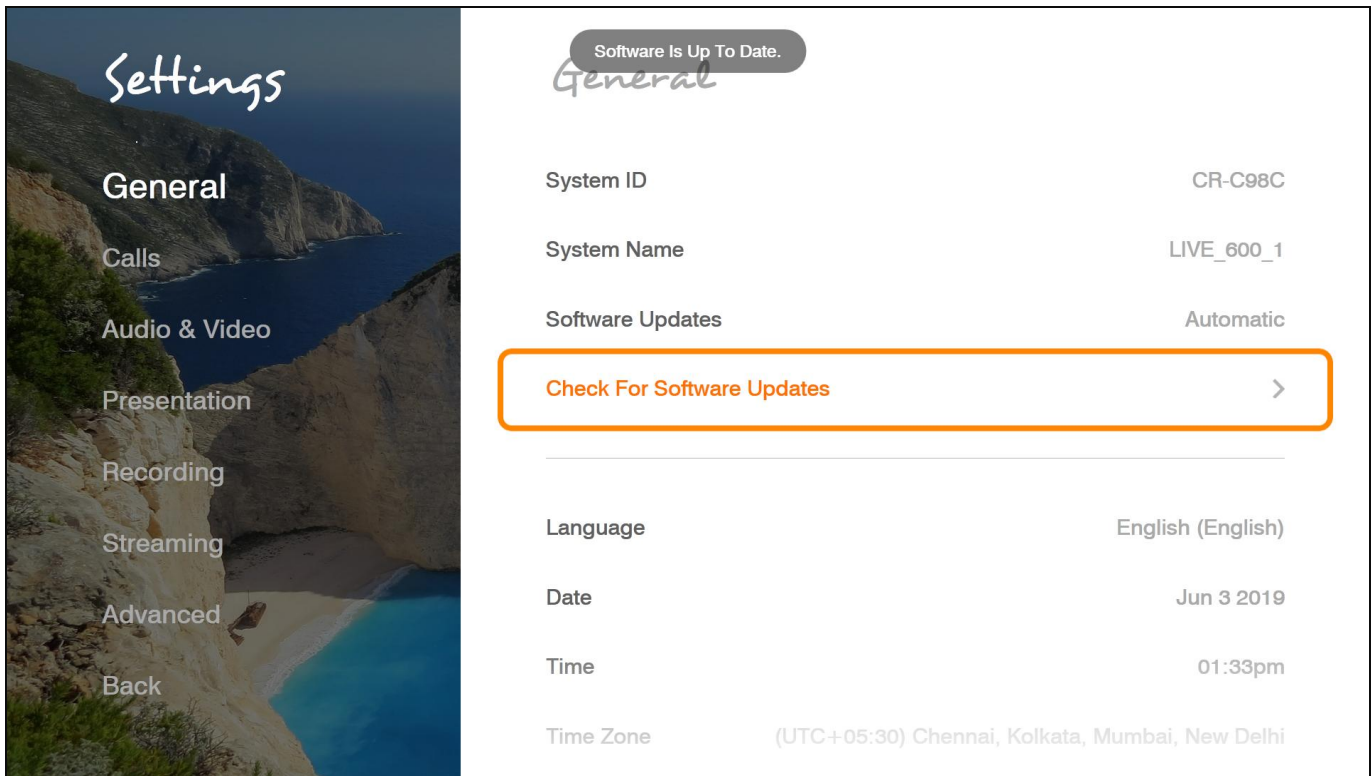 Settings
General
Calls
Audio & Video
Presentation
Recording
Streaming
Advanced
Back
Software Is Up To Date.
General
System ID CR-C98C
System Name LIVE_600_1
Software Updates Automatic
Check For Software Updates
Language English (English)
Date Jun 3 2019
Time 01:33pm
Time Zone (UTC+05:30) Chennai, Kolkata, Mumbai, New Delhi